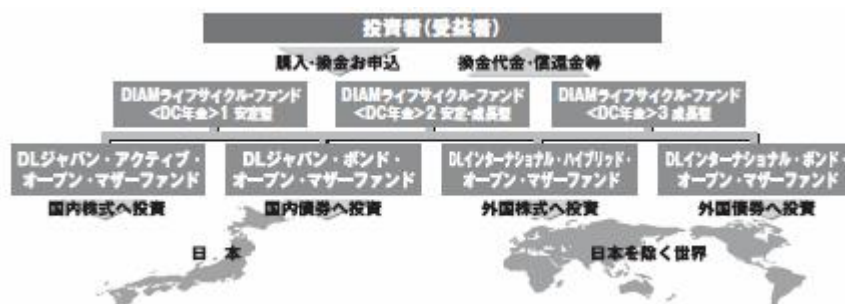 投資者(受益者)
購入・換金お申込
換金代金・償還金等
DIAMライフサイクル・ファンド
<DC年金>1 安定型
DIAMライフサイクル・ファンド
<DC年金>2 安定・成長型
DIAMライフサイクル・ファンド
<DC年金>3 成長型
DLジャパン・アクティブ・
オープン・マザーファンド
DLジャパン・ボンド・
オープン・マザーファンド
DLインターナショナル・ハイブリッド・
オープン・マザーファンド
DLインターナショナル・ボンド・
オープン・マザーファンド
国内株式へ投資
国内債券へ投資
外国株式へ投資
外国債券へ投資
日 本
日本を除く世界